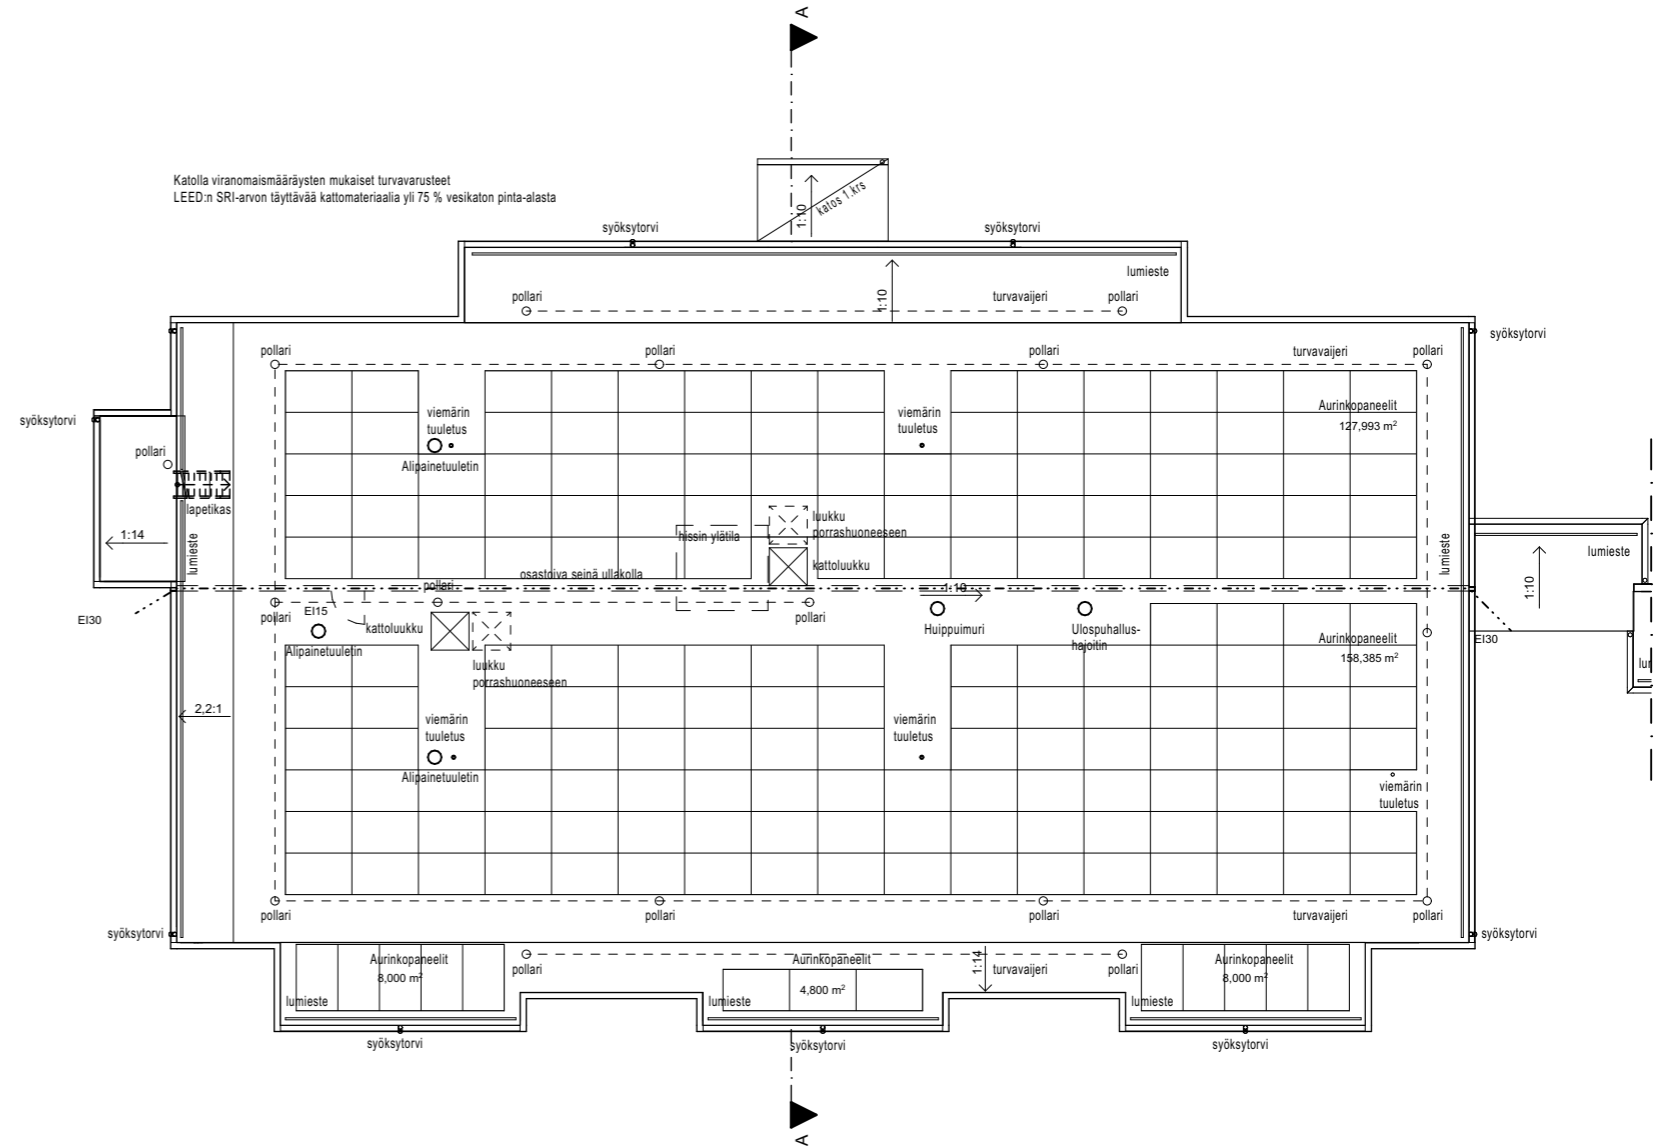 A
Katolla viranomaismääräysten mukaiset turvavarusteet
LEED:n SRI-arvon täyttävää kattomateriaalia yli 75 % vesikaton pinta-alasta
katos 1.krs
1:10
syöksytorvi
syöksytorvi
lumieste
pollari
1:10
turvavaijeri
pollari
syöksytorvi
pollari
pollari
pollari
turvavaijeri
pollari
syöksytorvi
viemärin
tuuletus
viemärin
tuuletus
Aurinkopaneelit
127,993 m²
pollari
Alipainetuuletin
lapetikas
luukku
porrashuoneeseen
hissin ylätila
1:14
lumieste
lumieste
lumieste
kattoluukku
osastoiva seinä ullakolla
pollari
1:10
1:10
EI30
pollari
EI15
kattoluukku
pollari
Huippuimuri
Ulospuhallus-
hajoitin
Aurinkopaneelit
158,385 m²
EI30
Alipainetuuletin
luukku
porrashuoneeseen
2,2:1
viemärin
tuuletus
viemärin
tuuletus
Alipainetuuletin
viemärin
tuuletus
pollari
pollari
pollari
turvavaijeri
pollari
syöksytorvi
syöksytorvi
Aurinkopaneelit
8,000 m²
pollari
Aurinkopaneelit
4,800 m²
1:14
turvavaijeri
pollari
Aurinkopaneelit
8,000 m²
lumieste
lumieste
lumieste
syöksytorvi
syöksytorvi
syöksytorvi
A